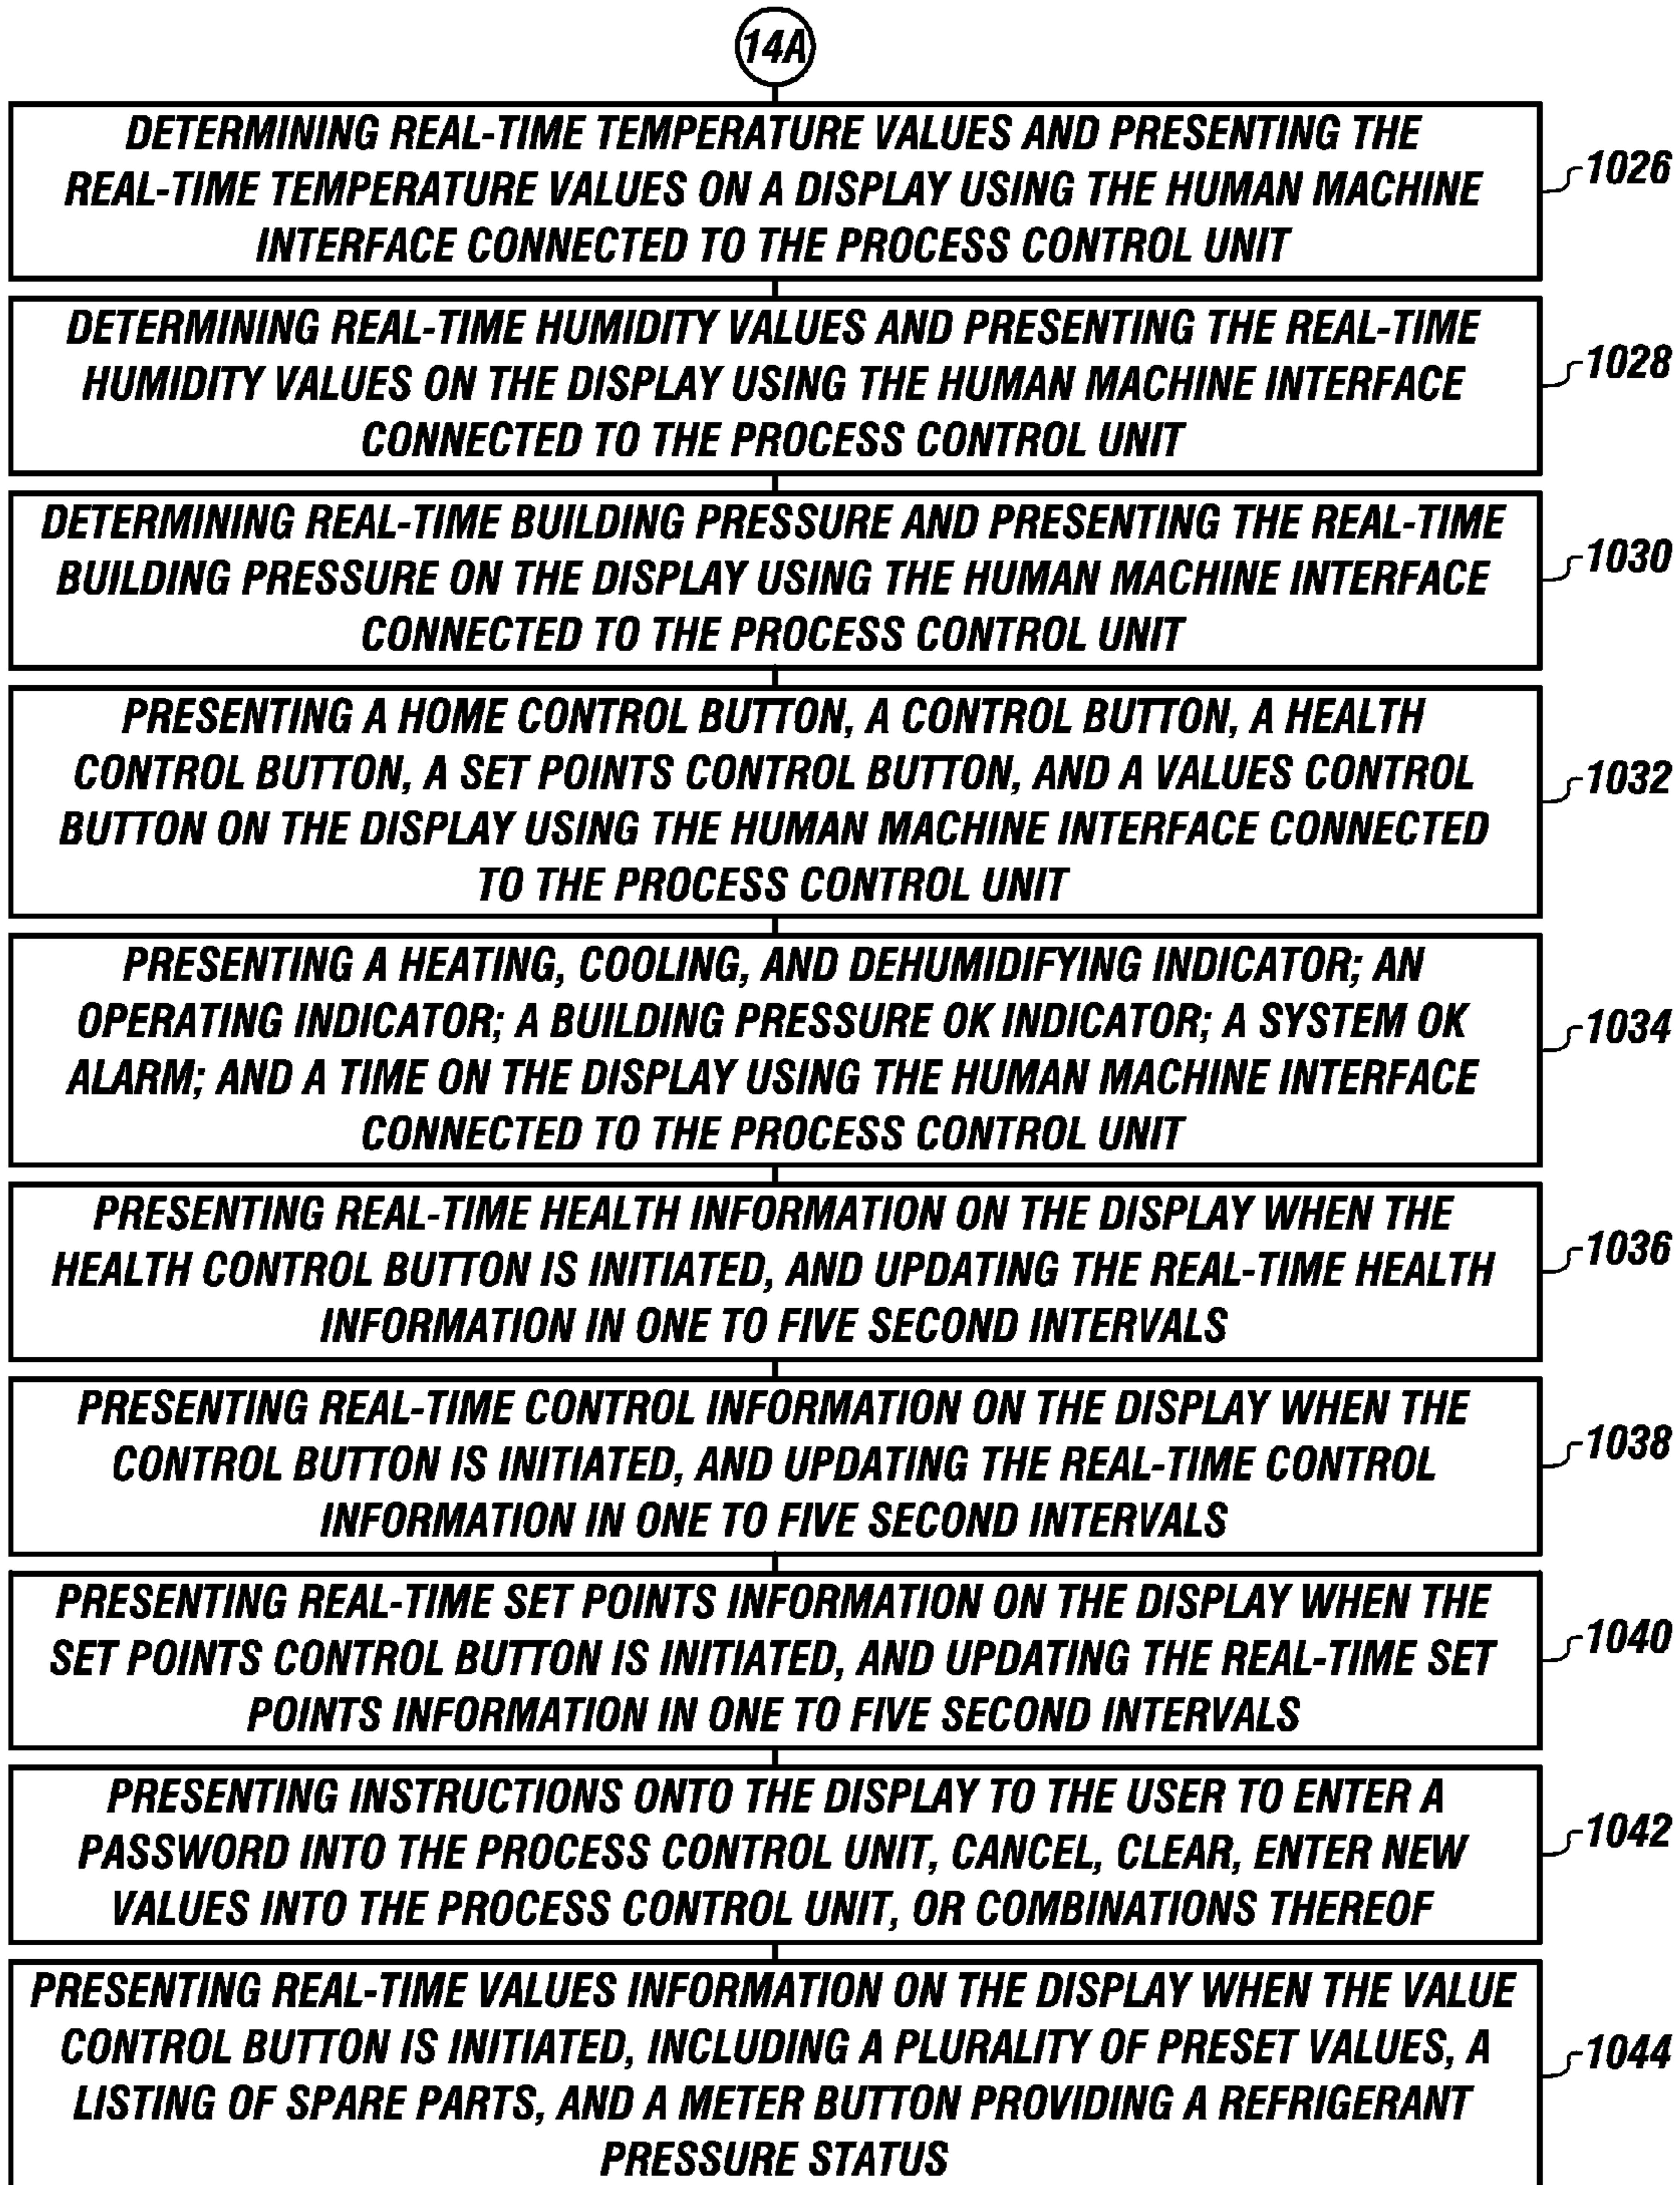 14A
DETERMINING REAL-TIME TEMPERATURE VALUES AND PRESENTING THE
REAL-TIME TEMPERATURE VALUES ON A DISPLAY USING THE HUMAN MACHINE
INTERFACE CONNECTED TO THE PROCESS CONTROL UNIT
1026
DETERMINING REAL-TIME HUMIDITY VALUES AND PRESENTING THE REAL-TIME
HUMIDITY VALUES ON THE DISPLAY USING THE HUMAN MACHINE INTERFACE
CONNECTED TO THE PROCESS CONTROL UNIT
1028
DETERMINING REAL-TIME BUILDING PRESSURE AND PRESENTING THE REAL-TIME
BUILDING PRESSURE ON THE DISPLAY USING THE HUMAN MACHINE INTERFACE
CONNECTED TO THE PROCESS CONTROL UNIT
1030
PRESENTING A HOME CONTROL BUTTON, A CONTROL BUTTON, A HEALTH
CONTROL BUTTON, A SET POINTS CONTROL BUTTON, AND A VALUES CONTROL
BUTTON ON THE DISPLAY USING THE HUMAN MACHINE INTERFACE CONNECTED
TO THE PROCESS CONTROL UNIT
1032
PRESENTING A HEATING, COOLING, AND DEHUMIDIFYING INDICATOR; AN
OPERATING INDICATOR; A BUILDING PRESSURE OK INDICATOR; A SYSTEM OK
ALARM; AND A TIME ON THE DISPLAY USING THE HUMAN MACHINE INTERFACE
CONNECTED TO THE PROCESS CONTROL UNIT
1034
PRESENTING REAL-TIME HEALTH INFORMATION ON THE DISPLAY WHEN THE
HEALTH CONTROL BUTTON IS INITIATED, AND UPDATING THE REAL-TIME HEALTH
INFORMATION IN ONE TO FIVE SECOND INTERVALS
1036
PRESENTING REAL-TIME CONTROL INFORMATION ON THE DISPLAY WHEN THE
CONTROL BUTTON IS INITIATED, AND UPDATING THE REAL-TIME CONTROL
INFORMATION IN ONE TO FIVE SECOND INTERVALS
1038
PRESENTING REAL-TIME SET POINTS INFORMATION ON THE DISPLAY WHEN THE
SET POINTS CONTROL BUTTON IS INITIATED, AND UPDATING THE REAL-TIME SET
POINTS INFORMATION IN ONE TO FIVE SECOND INTERVALS
1040
PRESENTING INSTRUCTIONS ONTO THE DISPLAY TO THE USER TO ENTER A
PASSWORD INTO THE PROCESS CONTROL UNIT, CANCEL, CLEAR, ENTER NEW
VALUES INTO THE PROCESS CONTROL UNIT, OR COMBINATIONS THEREOF
1042
PRESENTING REAL-TIME VALUES INFORMATION ON THE DISPLAY WHEN THE VALUE
CONTROL BUTTON IS INITIATED, INCLUDING A PLURALITY OF PRESET VALUES, A
LISTING OF SPARE PARTS, AND A METER BUTTON PROVIDING A REFRIGERANT
PRESSURE STATUS
1044